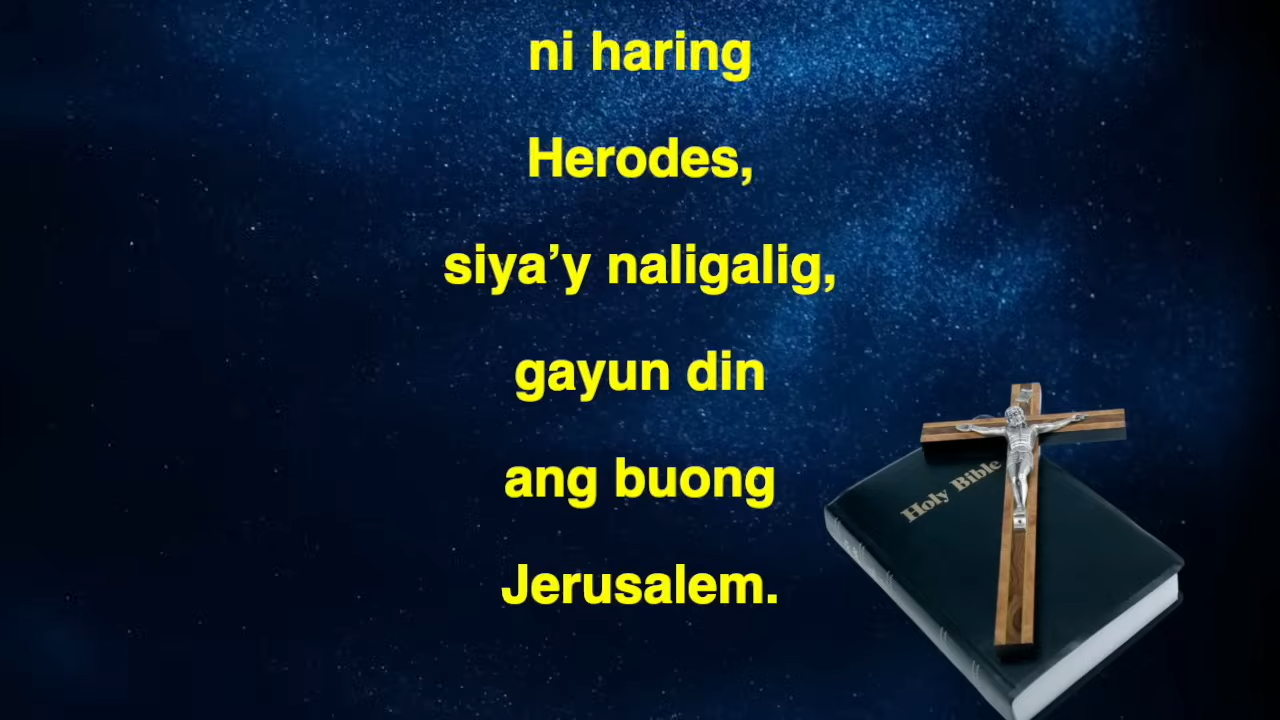 ni haring
Herodes,
siya’y naligalig,
gayun din
ang buong
Jerusalem.
Holy Bible